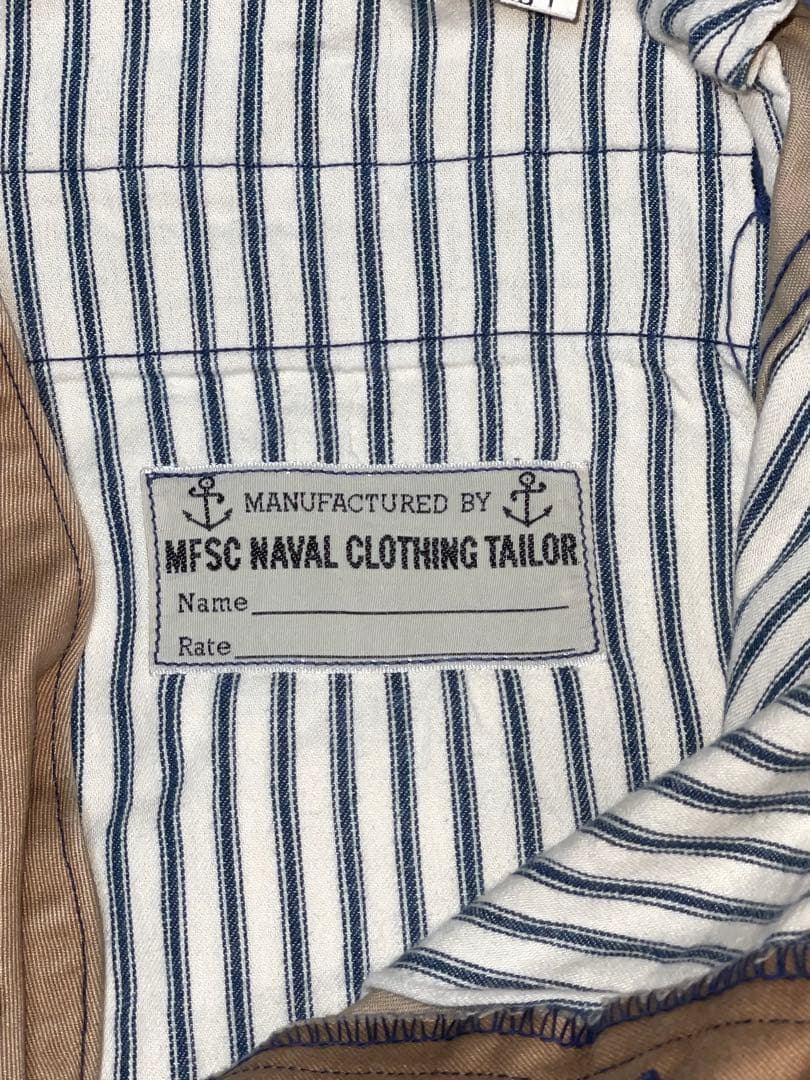 MANUFACTURED BY
MFSC NAVAL CLOTHING TAILOR
Name
Rate